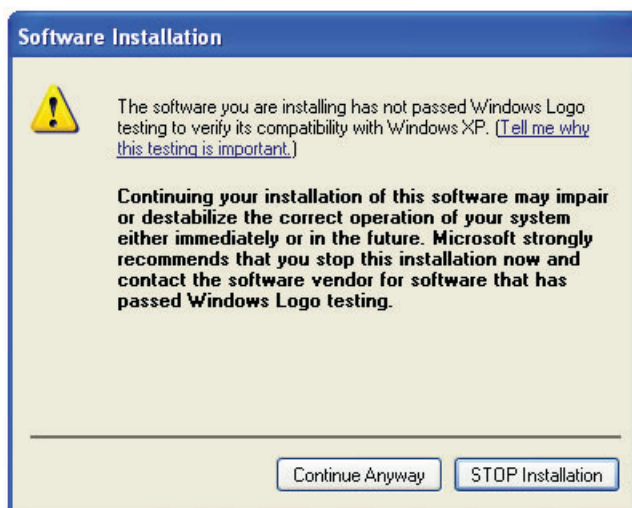 Software Installation
The software you are installing has not passed Windows Logo
testing to verify its compatibility with Windows XP. (Tell me why
this testing is important.)
Continuing your installation of this software may impair
or destabilize the correct operation of your system
either immediately or in the future. Microsoft strongly
recommends that you stop this installation now and
contact the software vendor for software that has
passed Windows Logo testing.
Continue Anyway
STOP Installation